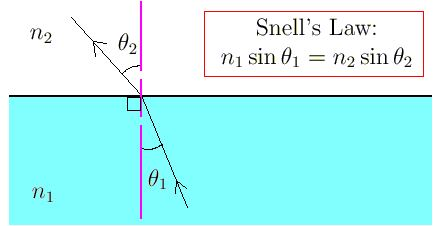 n₂
θ₂
Snell's Law:
n₁ sin θ₁ = n₂ sin θ₂
θ₁
n₁